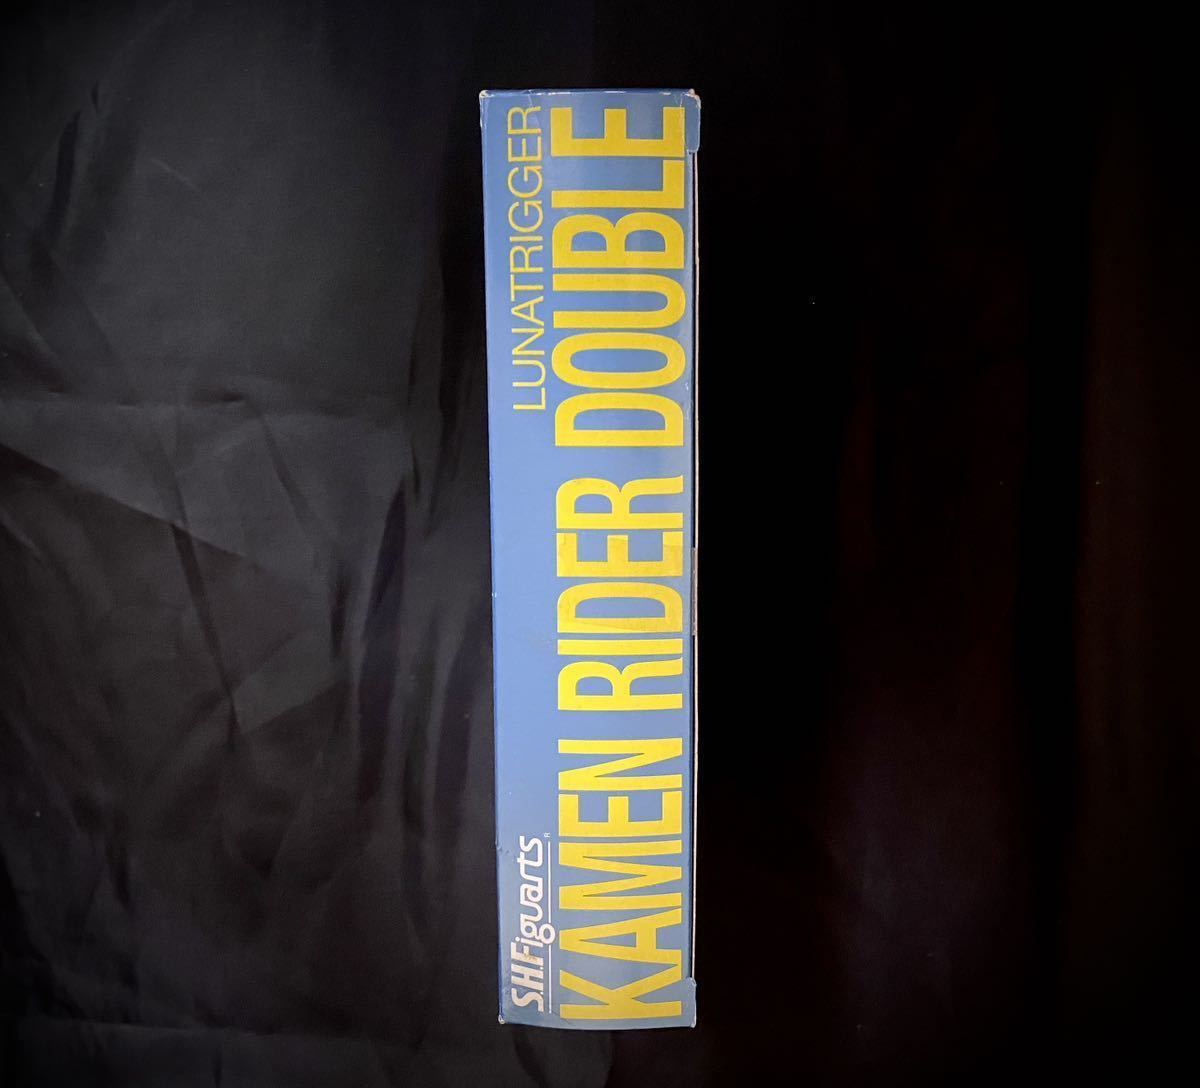 LUNATRIGGER
S.H.Figuarts®
KAMEN RIDER DOUBLE